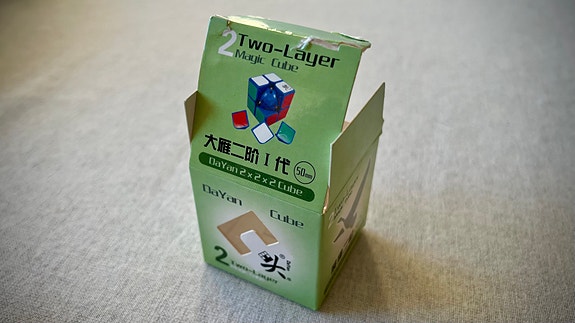 2 Two-Layer
Magic Cube
大雁二阶 I 代
50mm
DaYan 2x2x2 Cube
DaYan Cube
2 Two-Layer